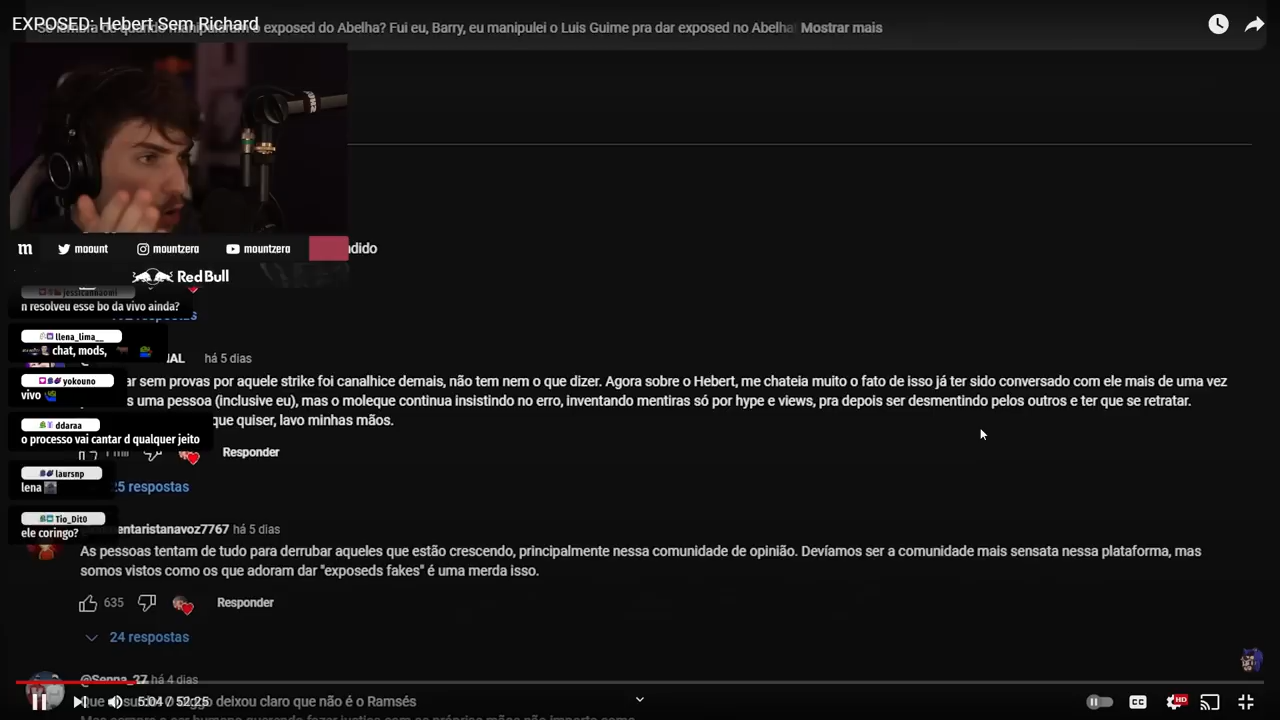 EXPOSED: Hebert Sem Richard
Se lembra de quando manipularam o exposed do Abelha? Fui eu, Barry, eu manipulei o Luis Guime pra dar exposed no Abelha! Mostrar mais
m moount mountzera mountzera
ndido
Red Bull
jessicanhaomi
n resolveu esse bo da vivo ainda?
respostas
llena_lima__
chat, mods,
AL há 5 dias
yokouno
vivo
ar sem provas por aquele strike foi canalhice demais, não tem nem o que dizer. Agora sobre o Hebert, me chateia muito o fato de isso já ter sido conversado com ele mais de uma vez
s uma pessoa (inclusive eu), mas o moleque continua insistindo no erro, inventando mentiras só por hype e views, pra depois ser desmentindo pelos outros e ter que se retratar.
que quiser, lavo minhas mãos.
ddaraa
o processo vai cantar d qualquer jeito
1 mil Responder
laursnp
lena
25 respostas
Tio_Dit0
ele coringo?
entaristanavoz7767 há 5 dias
As pessoas tentam de tudo para derrubar aqueles que estão crescendo, principalmente nessa comunidade de opinião. Devíamos ser a comunidade mais sensata nessa plataforma, mas
somos vistos como os que adoram dar "exposeds fakes" é uma merda isso.
635 Responder
24 respostas
@Senna_27 há 4 dias
5:04 / 52:25
deixou claro que não é o Ramsés
CC
HD